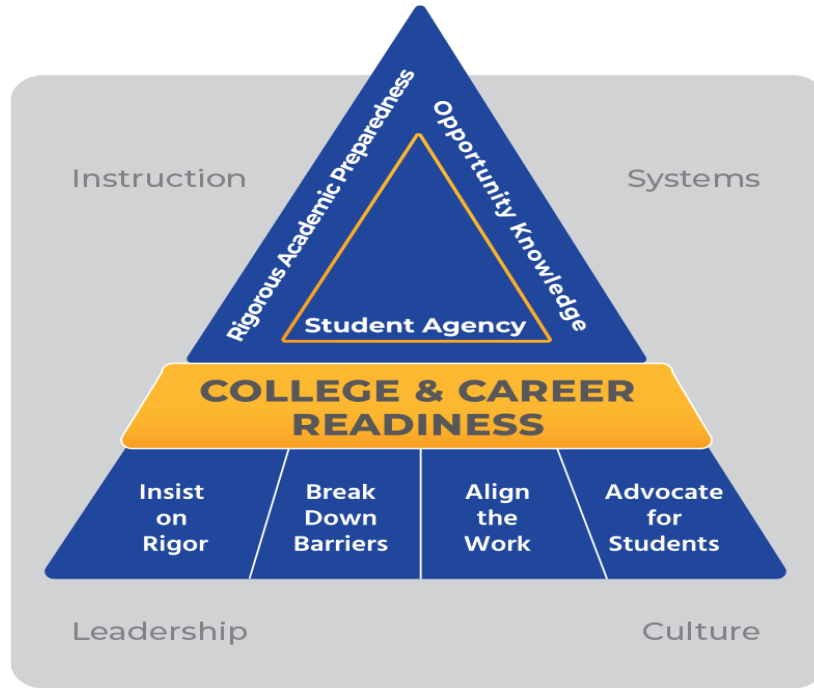 Instruction
Systems
Rigorous Academic Preparedness
Opportunity Knowledge
Student Agency
COLLEGE & CAREER
READINESS
Insist
on
Rigor
Break
Down
Barriers
Align
the
Work
Advocate
for
Students
Leadership
Culture